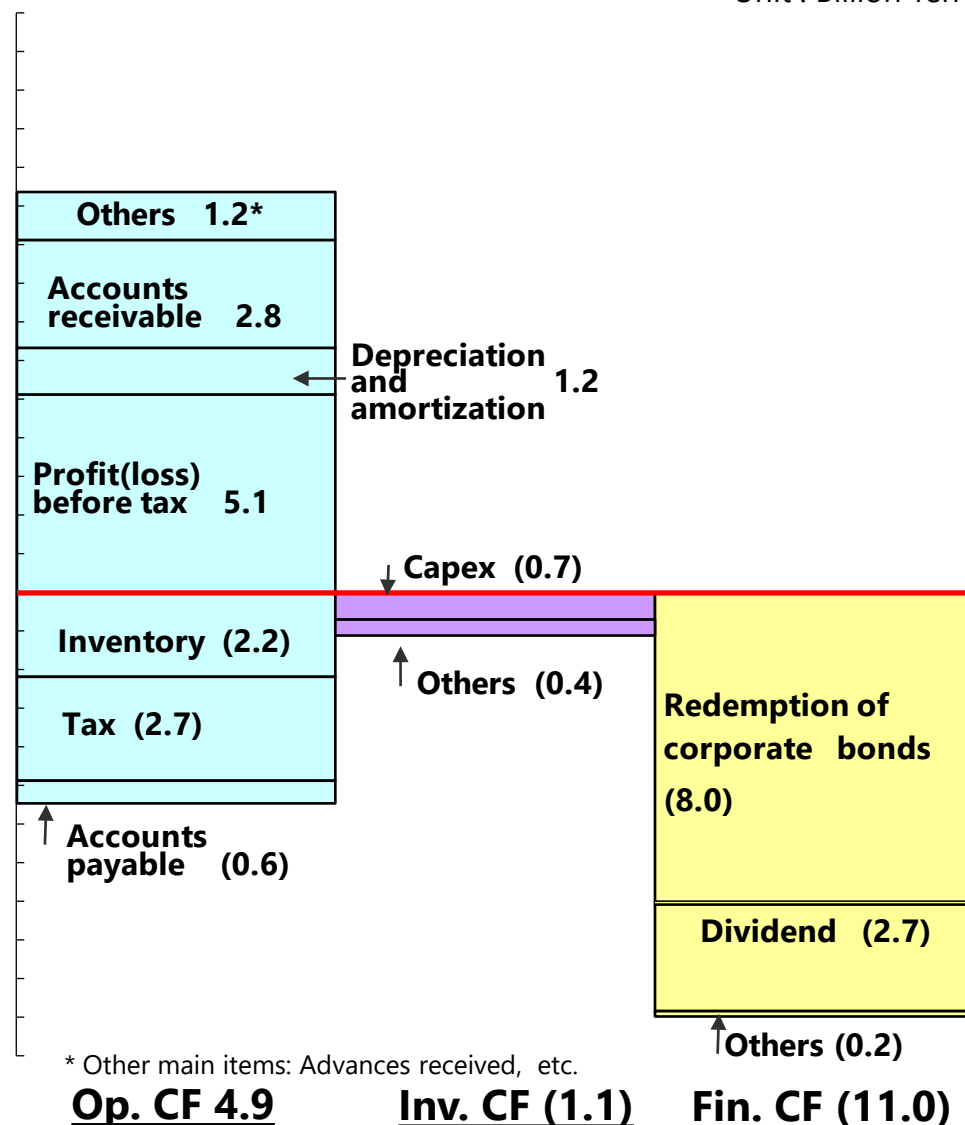 Others 1.2*
Accounts
receivable 2.8
Depreciation
and 1.2
amortization
Profit(loss)
before tax 5.1
Capex (0.7)
Inventory (2.2)
Others (0.4)
Tax (2.7)
Redemption of
corporate bonds
(8.0)
Accounts
payable (0.6)
Dividend (2.7)
Others (0.2)
* Other main items: Advances received, etc.
Op. CF 4.9 Inv. CF (1.1) Fin. CF (11.0)